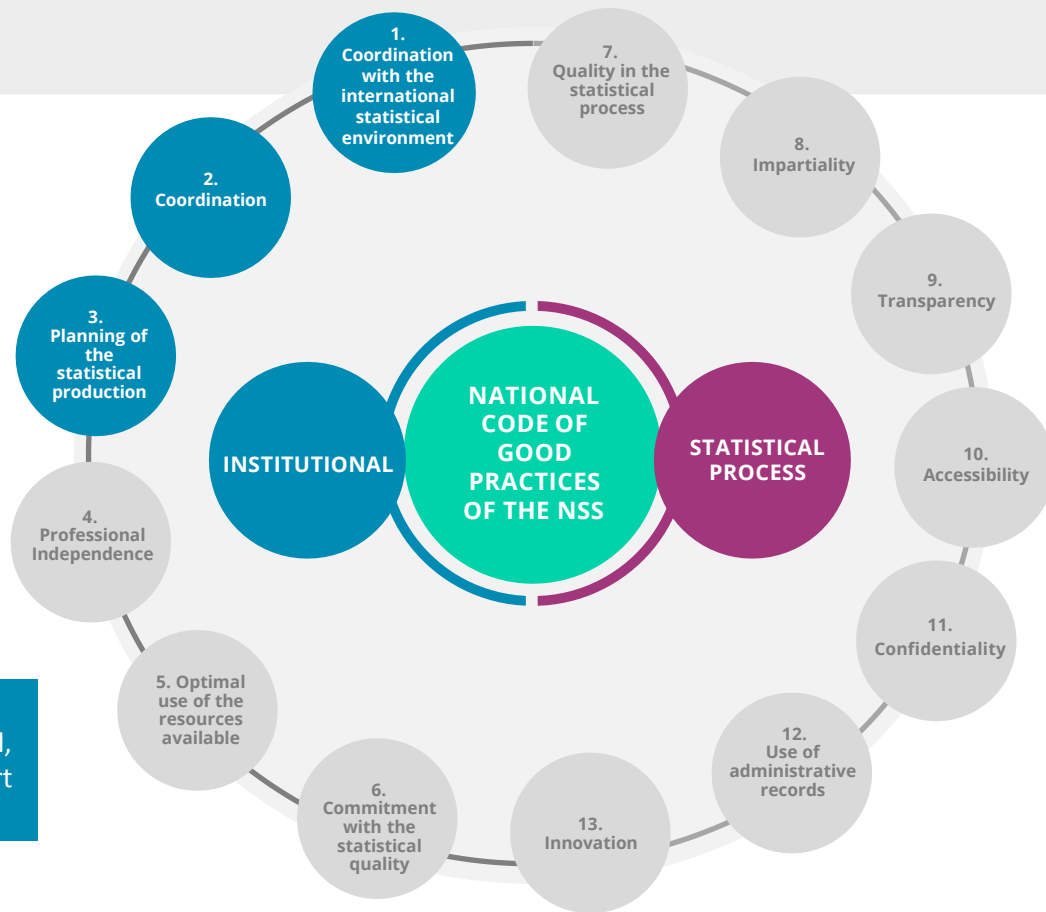 1.
Coordination
with the
international
statistical
environment
7.
Quality in the
statistical
process
2.
Coordination
8.
Impartiality
3.
Planning of
the
statistical
production
9.
Transparency
INSTITUTIONAL
NATIONAL
CODE OF
GOOD
PRACTICES
OF THE NSS
STATISTICAL
PROCESS
4.
Professional
Independence
10.
Accessibility
5. Optimal
use of the
resources
available
11.
Confidentiality
6.
Commitment
with the
statistical
quality
13.
Innovation
12.
Use of
administrative
records